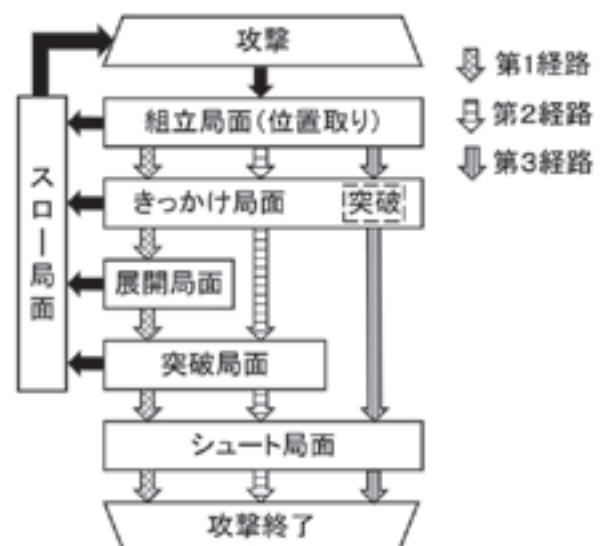 攻撃
第1経路
第2経路
第3経路
組立局面(位置取り)
きっかけ局面
突破
スロー局面
展開局面
突破局面
シュート局面
攻撃終了